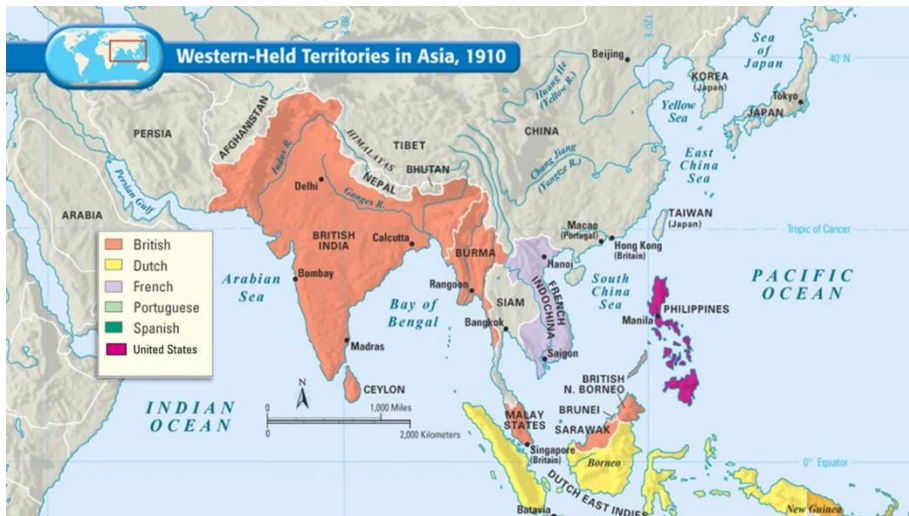 Western-Held Territories in Asia, 1910
80°E
120°E
Sea
of
Japan
40°N
Beijing
KOREA
(Japan)
Tokyo
JAPAN
Huang He
(Yellow R.)
Yellow
Sea
PERSIA
AFGHANISTAN
HIMALAYAS
TIBET
CHINA
Indus R.
BHUTAN
Chang Jiang
(Yangtze R.)
East
China
Sea
Persian Gulf
Delhi
NEPAL
Ganges R.
ARABIA
TAIWAN
(Japan)
Macao
(Portugal)
Tropic of Cancer
BRITISH
INDIA
Calcutta
Hong Kong
(Britain)
British
Dutch
French
Portuguese
Spanish
United States
BURMA
Hanoi
Arabian
Sea
Bombay
Rangoon
South
China
Sea
PACIFIC
OCEAN
Bay of
Bengal
SIAM
FRENCH
INDOCHINA
PHILIPPINES
Manila
Bangkok
Madras
Saigon
CEYLON
BRITISH
N. BORNEO
N
INDIAN
OCEAN
0
1,000 Miles
0
2,000 Kilometers
MALAY
STATES
BRUNEI
SARAWAK
Singapore
(Britain)
Borneo
0° Equator
DUTCH EAST INDIES
New Guinea
Batavia